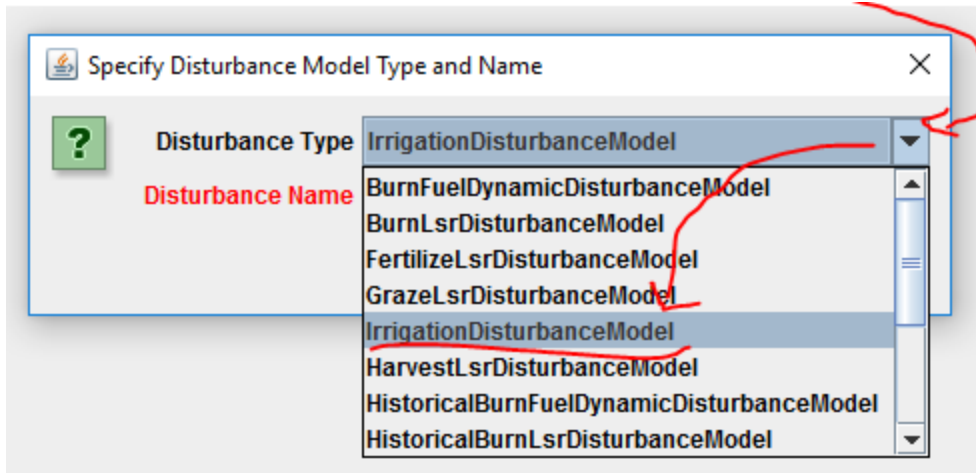 Specify Disturbance Model Type and Name
?
Disturbance Type IrrigationDisturbanceModel
Disturbance Name
BurnFuelDynamicDisturbanceModel
BurnLsrDisturbanceModel
FertilizeLsrDisturbanceModel
GrazeLsrDisturbanceModel
IrrigationDisturbanceModel
HarvestLsrDisturbanceModel
HistoricalBurnFuelDynamicDisturbanceModel
HistoricalBurnLsrDisturbanceModel